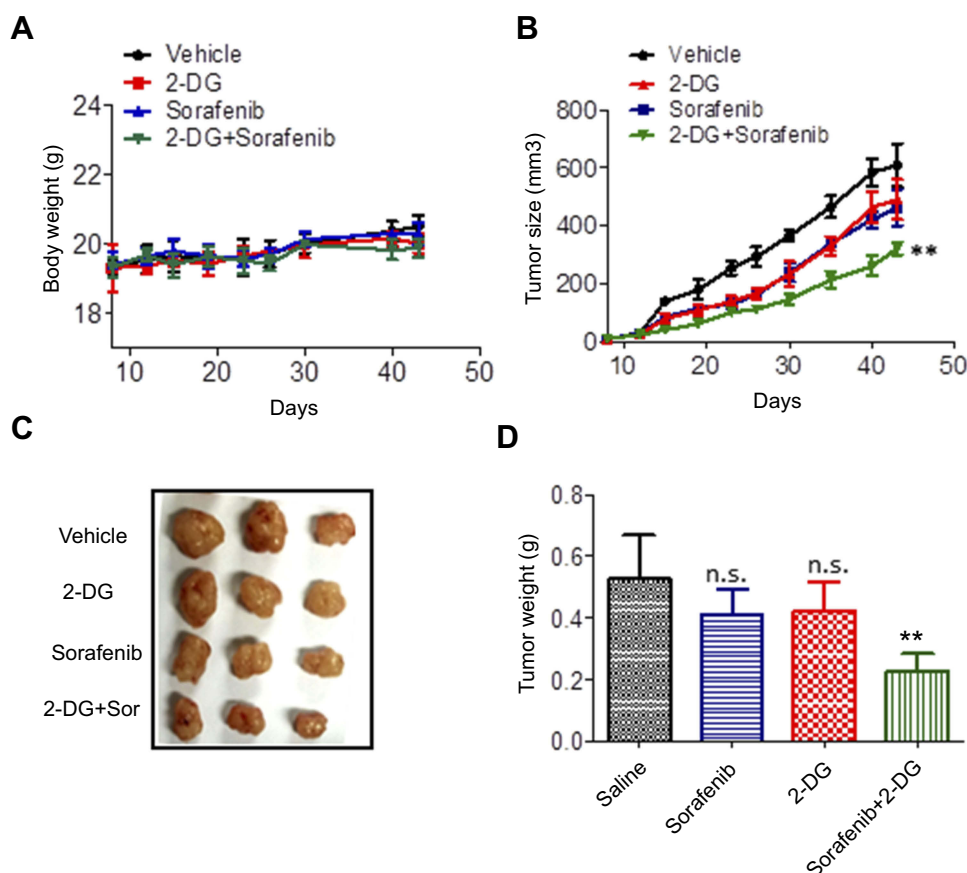 A
Vehicle
2-DG
Sorafenib
2-DG+Sorafenib
Body weight (g)
24
22
20
18
10 20 30 40 50
Days
B
Vehicle
2-DG
Sorafenib
2-DG+Sorafenib
Tumor size (mm3)
800
600
400
200
0
10 20 30 40 50
Days
**
C
Vehicle
2-DG
Sorafenib
2-DG+Sor
D
Tumor weight (g)
0.8
0.6
0.4
0.2
0.0
n.s.
n.s.
**
Saline
Sorafenib
2-DG
Sorafenib+2-DG